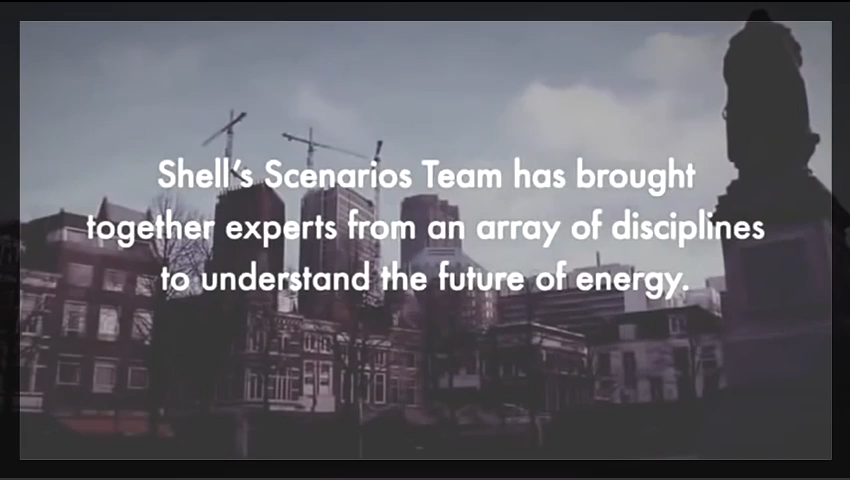 Shell's Scenarios Team has brought
together experts from an array of disciplines
to understand the future of energy.